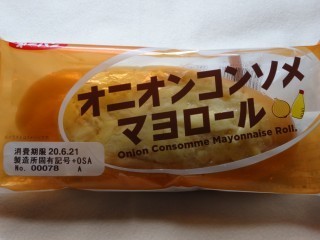 オニオンコンソメ
マヨロール
Onion Consomme Mayonnaise Roll.
消費期限 20.6.21
製造所固有記号+OSA
No. 00078 A